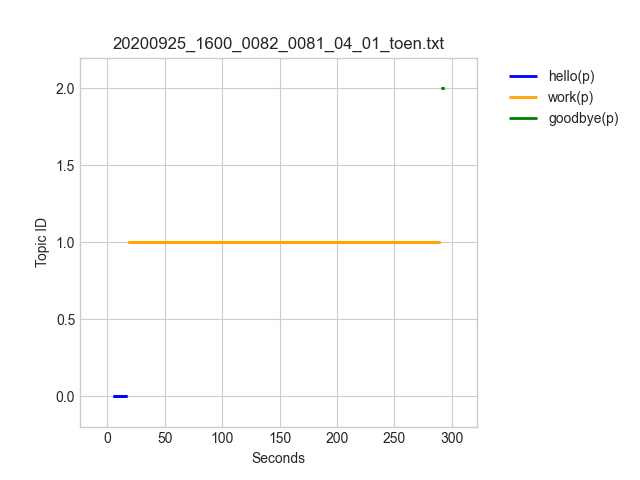 20200925_1600_0082_0081_04_01_toen.txt
hello(p)
work(p)
goodbye(p)
2.0
1.5
1.0
0.5
0.0
Topic ID
0 50 100 150 200 250 300
Seconds